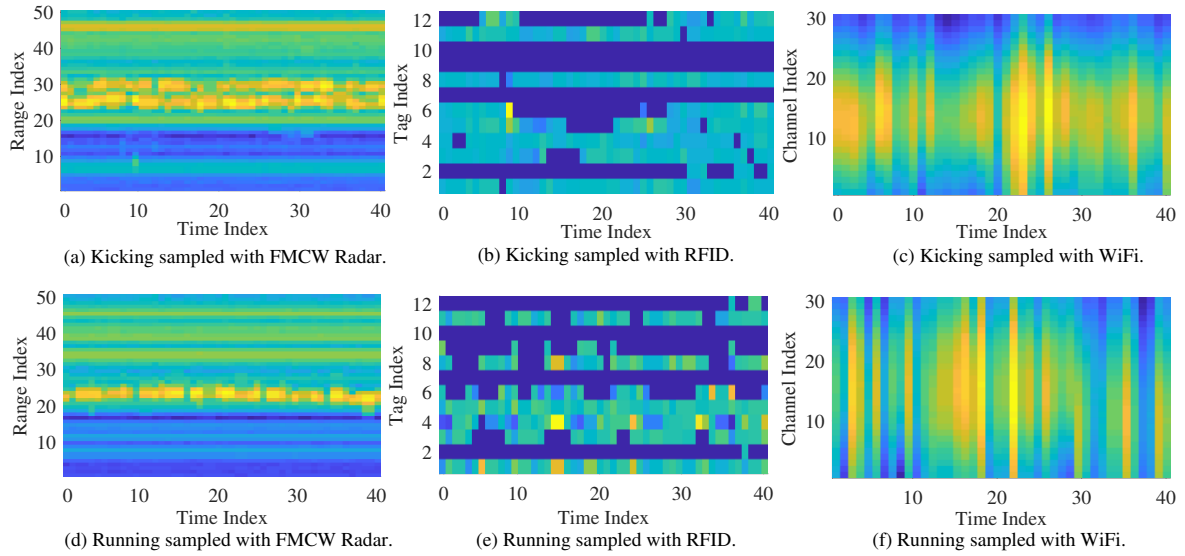 50
40
30
20
10
Range Index
0 10 20 30 40
Time Index
(a) Kicking sampled with FMCW Radar.
12
10
8
6
4
2
Tag Index
0 10 20 30 40
Time Index
(b) Kicking sampled with RFID.
30
20
10
Channel Index
0 10 20 30 40
Time Index
(c) Kicking sampled with WiFi.
50
40
30
20
10
Range Index
0 10 20 30 40
Time Index
(d) Running sampled with FMCW Radar.
12
10
8
6
4
2
Tag Index
0 10 20 30 40
Time Index
(e) Running sampled with RFID.
30
20
10
Channel Index
10 20 30 40
Time Index
(f) Running sampled with WiFi.